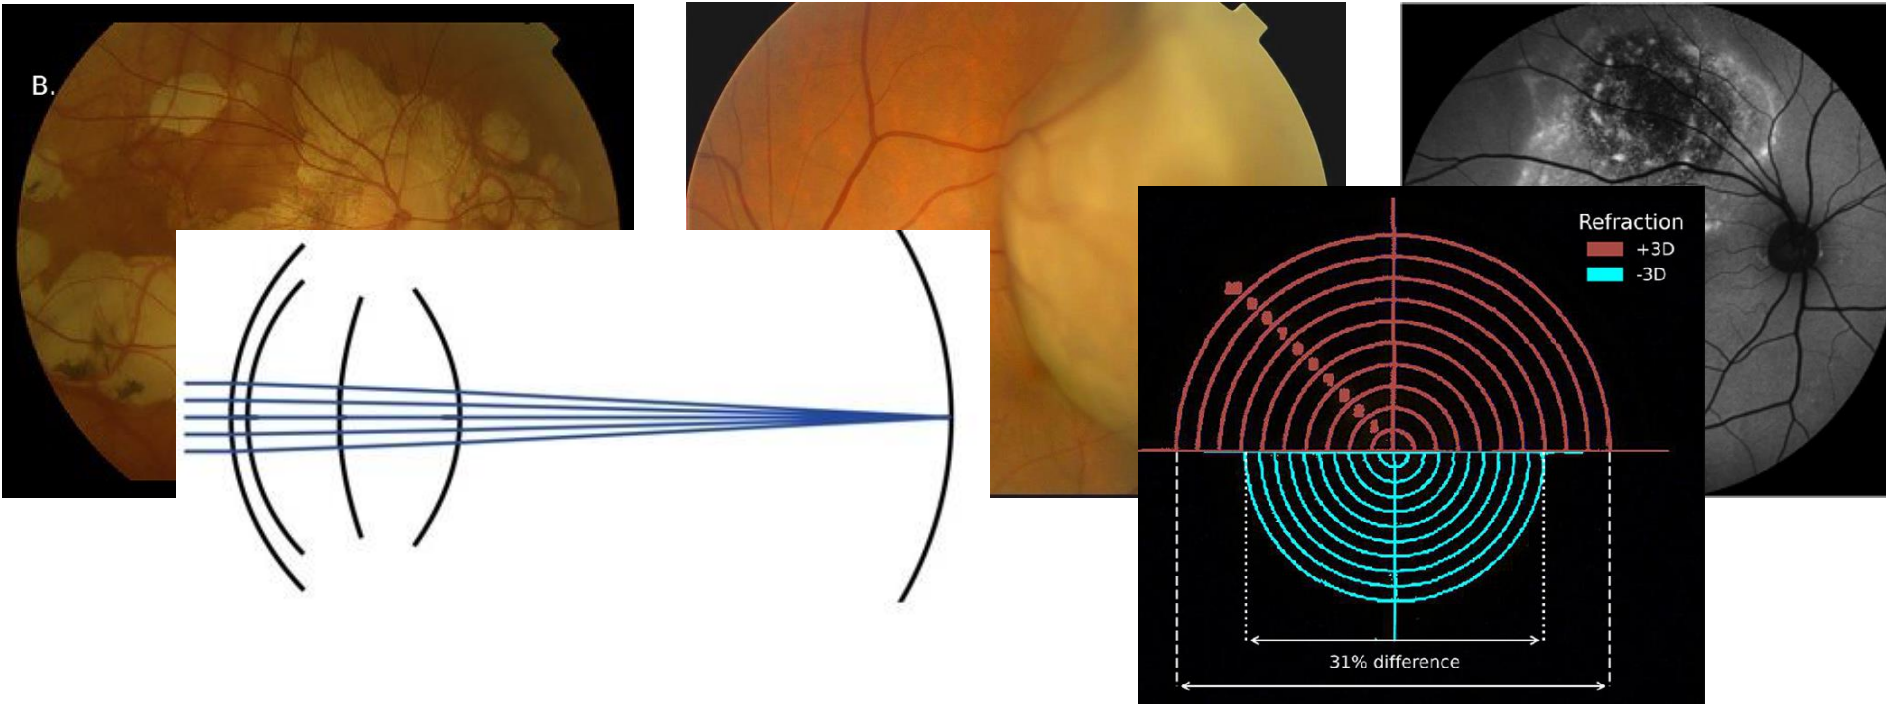 B.
Refraction
+3D
-3D
31% difference